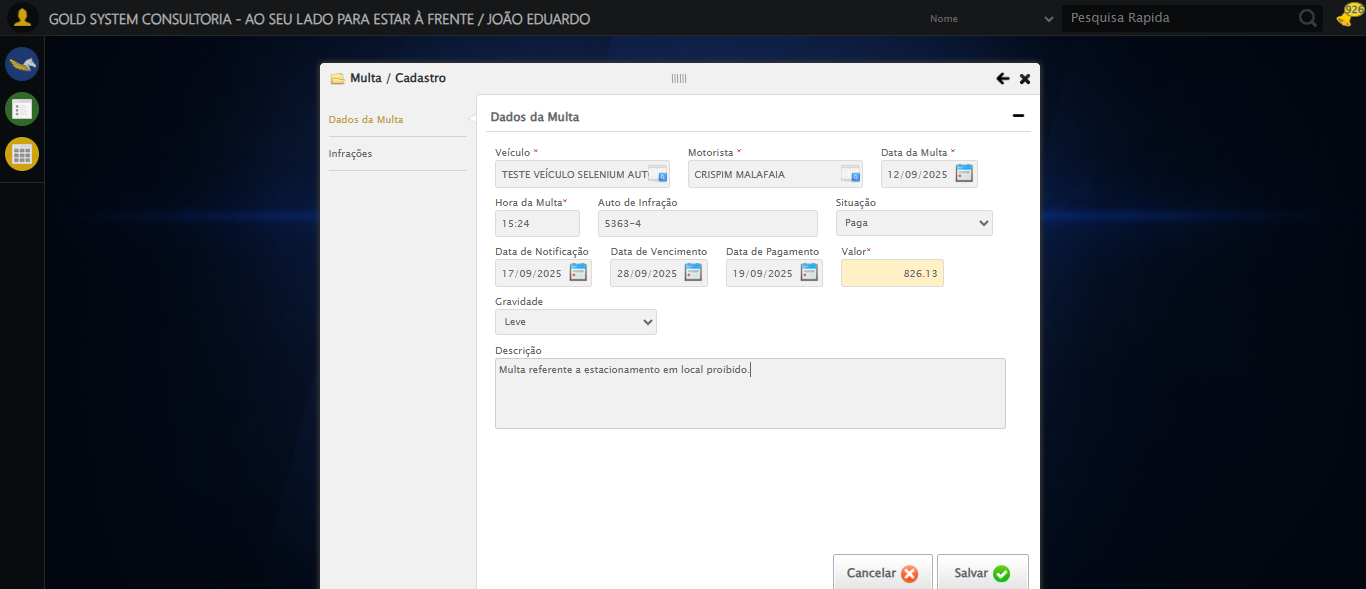 GOLD SYSTEM CONSULTORIA - AO SEU LADO PARA ESTAR À FRENTE / JOÃO EDUARDO
Nome
Pesquisa Rapida
926
Multa / Cadastro
Dados da Multa
Infrações
Dados da Multa
Veículo * Motorista * Data da Multa *
TESTE VEÍCULO SELENIUM AUT CRISPIM MALAFAIA 12/09/2025
Hora da Multa* Auto de Infração Situação
15:24 5363-4 Paga
Data de Notificação Data de Vencimento Data de Pagamento Valor*
17/09/2025 28/09/2025 19/09/2025 826.13
Gravidade
Leve
Descrição
Multa referente a estacionamento em local proibido.
Cancelar Salvar